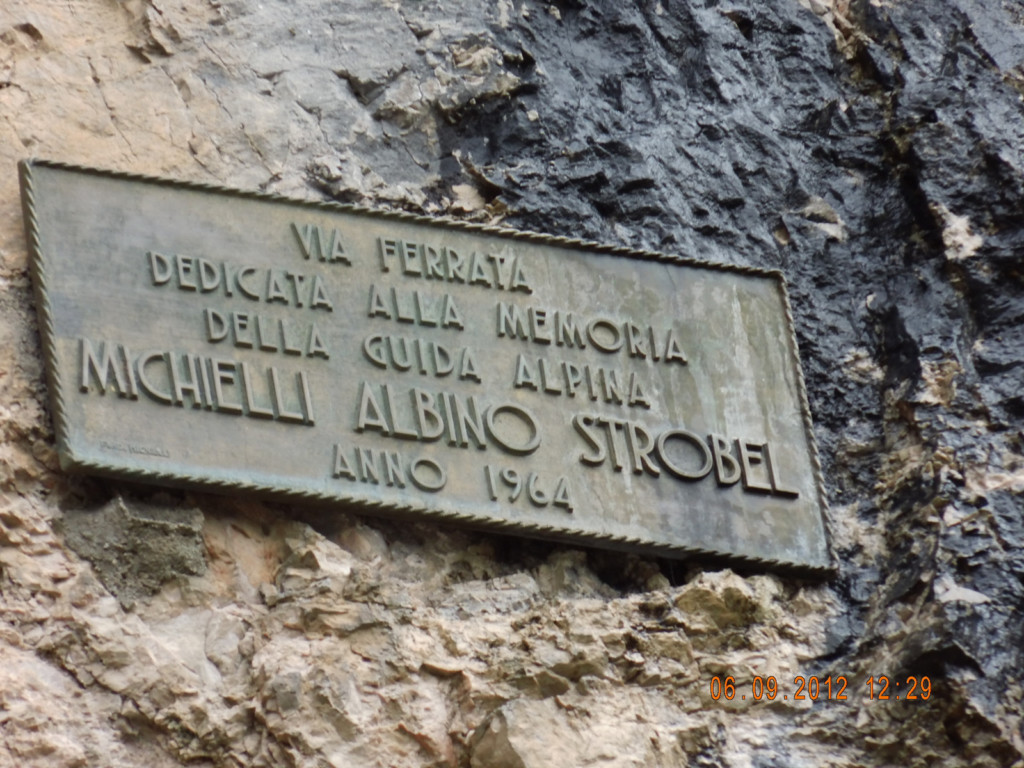 VIA FERRATA
DEDICATA ALLA MEMORIA
DELLA GUIDA ALPINA
MICHIELLI ALBINO STROBEL
ANNO 1964
06.09.2012 12:29